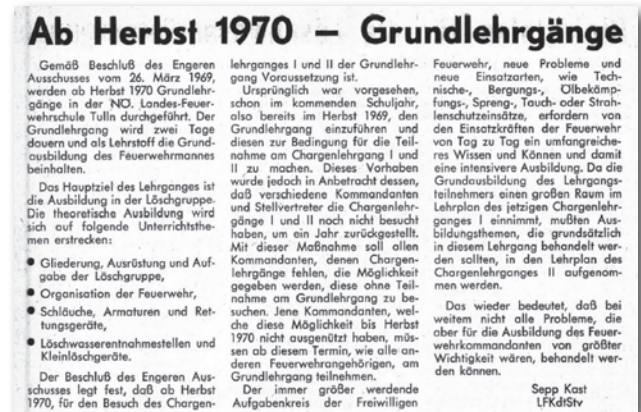 Ab Herbst 1970 – Grundlehrgänge
Gemäß Beschluß des Engeren
Ausschusses vom 26. März 1969,
werden ab Herbst 1970 Grundlehr-
gänge in der NÖ. Landes-Feuer-
wehrschule Tulln durchgeführt. Der
Grundlehrgang wird zwei Tage
dauern und als Lehrstoff die Grund-
ausbildung des Feuerwehrmannes
beinhalten.
Das Hauptziel des Lehrganges ist
die Ausbildung in der Löschgruppe.
Die theoretische Ausbildung wird
sich auf folgende Unterrichtsthe-
men erstrecken:
● Gliederung, Ausrüstung und Auf-
gabe der Löschgruppe,
● Organisation der Feuerwehr,
● Schläuche, Armaturen und Ret-
tungsgeräte,
● Löschwasserentnahmestellen und
Kleinlöschgeräte.
Der Beschluß des Engeren Aus-
schusses legt fest, daß ab Herbst
1970, für den Besuch des Chargen-
lehrganges I und II der Grundlehr-
gang Voraussetzung ist.
Ursprünglich war vorgesehen,
schon im kommenden Schuljahr,
also bereits im Herbst 1969, den
Grundlehrgang einzuführen und
diesen zur Bedingung für die Teil-
nahme am Chargenlehrgang I und
II zu machen. Dieses Vorhaben
wurde jedoch in Anbetracht dessen,
daß verschiedene Kommandanten
und Stellvertreter die Chargenlehr-
gänge I und II noch nicht besucht
haben, um ein Jahr zurückgestellt.
Mit dieser Maßnahme soll allen
Kommandanten, denen Chargen-
lehrgänge fehlen, die Möglichkeit
gegeben werden, diese ohne Teil-
nahme am Grundlehrgang zu be-
suchen. Jene Kommandanten, wel-
che diese Möglichkeit bis Herbst
1970 nicht ausgenützt haben, müs-
sen ab diesem Termin, wie alle an-
deren Feuerwehrangehörigen, am
Grundlehrgang teilnehmen.
Der immer größer werdende
Aufgabenkreis der Freiwilligen
Feuerwehr, neue Probleme und
neue Einsatzarten, wie Tech-
nische-, Bergungs-, Ölbekämp-
fungs-, Spreng-, Tauch- oder Strah-
lenschutzeinsätze, erfordern von
den Einsatzkräften der Feuerwehr
von Tag zu Tag ein umfangreiche-
res Wissen und Können und damit
eine intensivere Ausbildung. Da die
Grundausbildung des Lehrgangs-
teilnehmers einen großen Raum im
Lehrplan des jetzigen Chargenlehr-
ganges I einnimmt, mußten Aus-
bildungsthemen, die grundsätzlich
in diesem Lehrgang behandelt wer-
den sollten, in den Lehrplan des
Chargenlehrganges II aufgenom-
men werden.
Das wieder bedeutet, daß bei
weitem nicht alle Probleme, die
aber für die Ausbildung des Feuer-
wehrkommandanten von größter
Wichtigkeit wären, behandelt wer-
den können.
Sepp Kast
LFKdtStv